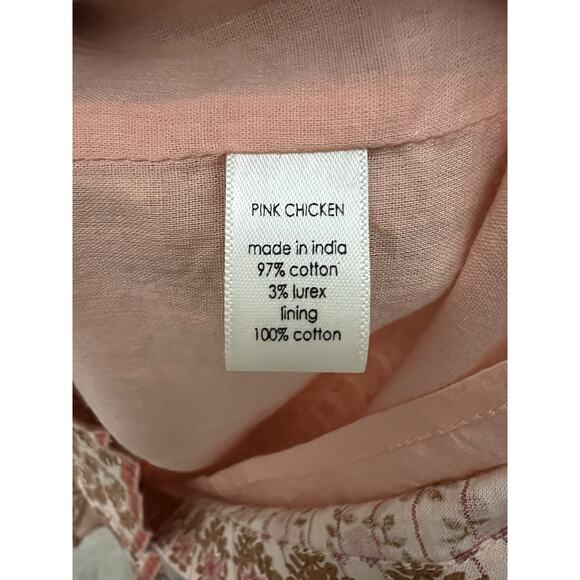 PINK CHICKEN
made in india
97% cotton
3% lurex
lining
100% cotton